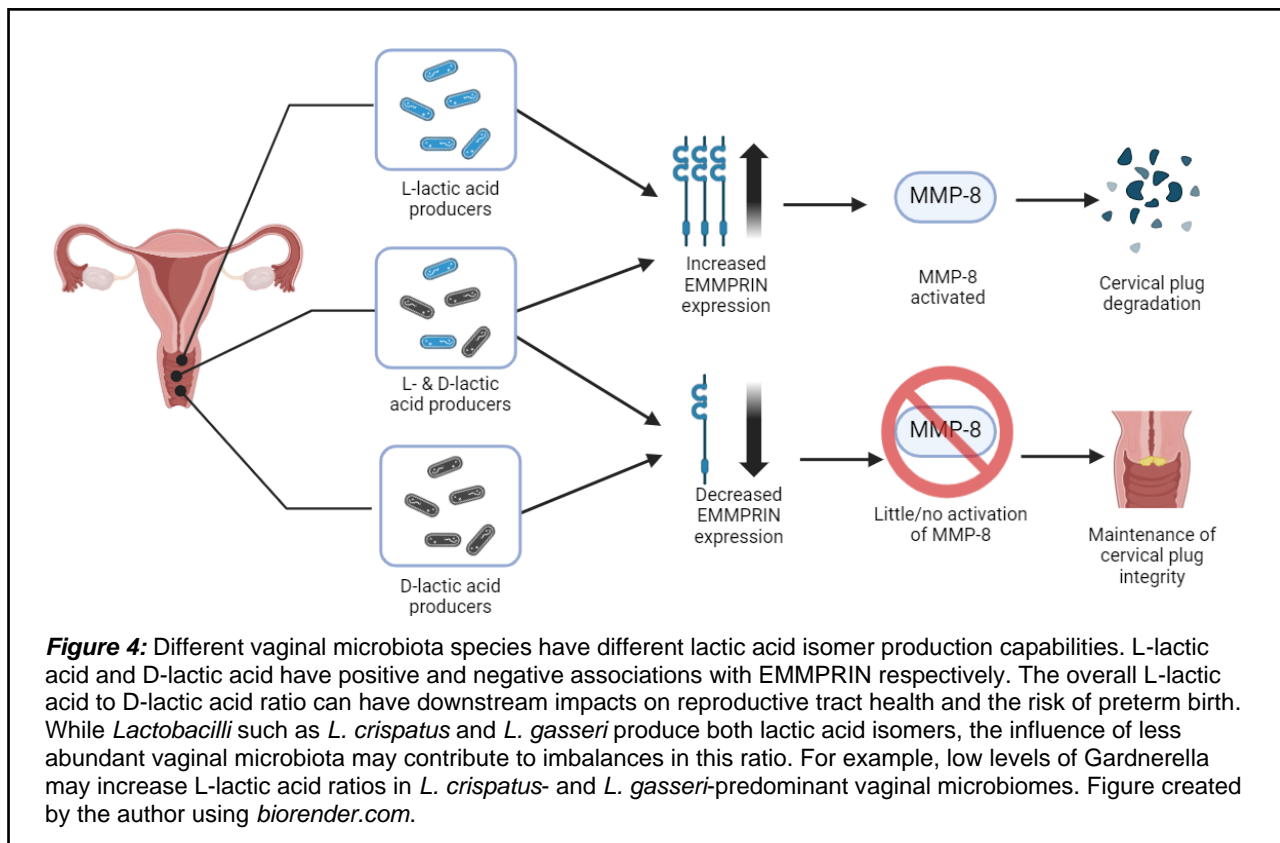 L-lactic acid
producers
L- & D-lactic
acid producers
D-lactic acid
producers
Increased
EMMPRIN
expression
MMP-8
MMP-8
activated
Cervical plug
degradation
Decreased
EMMPRIN
expression
MMP-8
Little/no activation
of MMP-8
Maintenance of
cervical plug
integrity
Figure 4: Different vaginal microbiota species have different lactic acid isomer production capabilities. L-lactic
acid and D-lactic acid have positive and negative associations with EMMPRIN respectively. The overall L-lactic
acid to D-lactic acid ratio can have downstream impacts on reproductive tract health and the risk of preterm birth.
While Lactobacilli such as L. crispatus and L. gasseri produce both lactic acid isomers, the influence of less
abundant vaginal microbiota may contribute to imbalances in this ratio. For example, low levels of Gardnerella
may increase L-lactic acid ratios in L. crispatus- and L. gasseri-predominant vaginal microbiomes. Figure created
by the author using biorender.com.